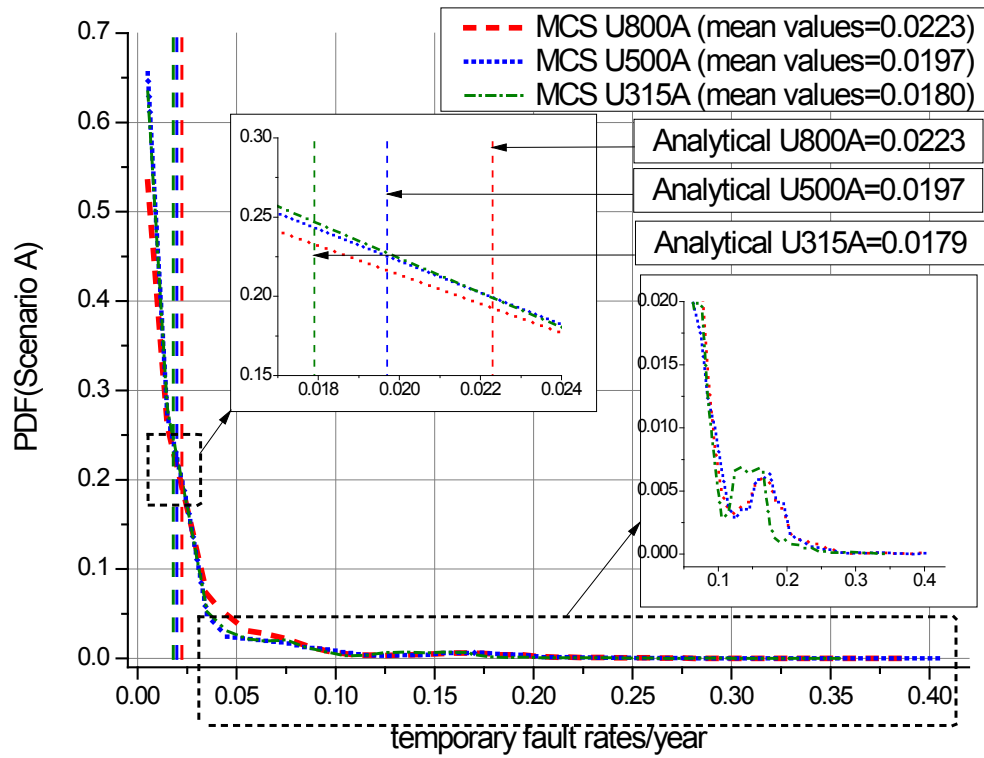 MCS U800A (mean values=0.0223)
MCS U500A (mean values=0.0197)
MCS U315A (mean values=0.0180)
Analytical U800A=0.0223
Analytical U500A=0.0197
Analytical U315A=0.0179
PDF(Scenario A)
0.7
0.6
0.5
0.4
0.3
0.2
0.1
0.0
0.30
0.25
0.20
0.15
0.018 0.020 0.022 0.024
0.020
0.015
0.010
0.005
0.000
0.1 0.2 0.3 0.4
0.00 0.05 0.10 0.15 0.20 0.25 0.30 0.35 0.40
temporary fault rates/year